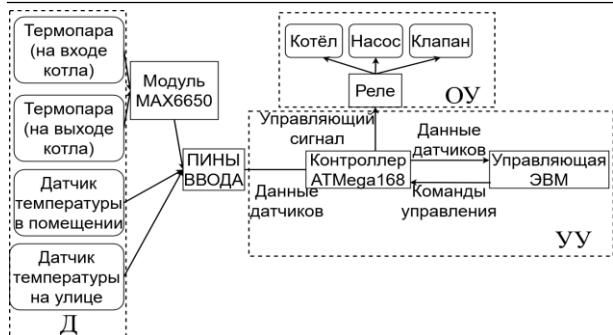 Термопара
(на входе
котла)
Термопара
(на выходе
котла)
Датчик
температуры
в помещении
Датчик
температуры
на улице
Д
Модуль
MAX6650
ПИНЫ
ВВОДА
Данные
датчиков
Котёл
Насос
Клапан
Реле
ОУ
Управляющий
сигнал
Контроллер
ATMega168
Данные
датчиков
Команды
управления
Управляющая
ЭВМ
УУ